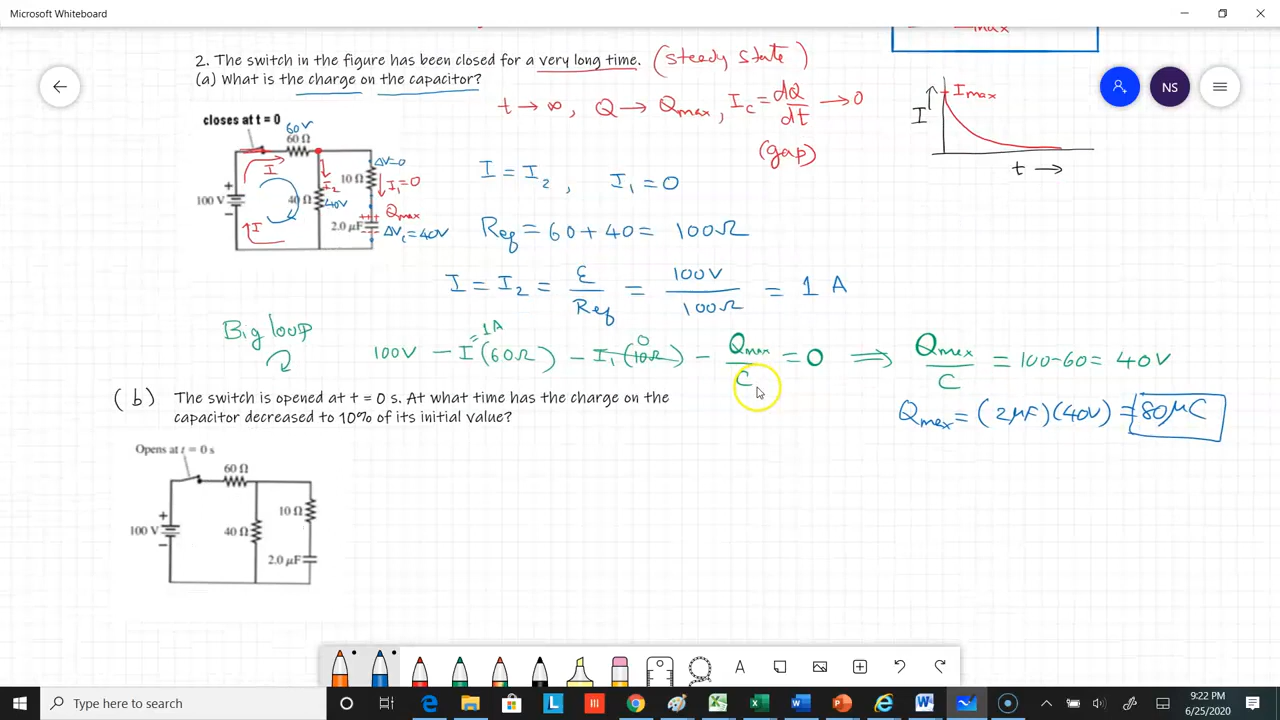 Microsoft Whiteboard
max
2. The switch in the figure has been closed for a very long time. (steady state)
(a) What is the charge on the capacitor?
t → ∞, Q → Qmax, Ic = dQ/dt → 0
(gap)
I
Imax
t →
NS
closes at t = 0
60V
60 Ω
I
ΔV=0
10 Ω
I1=0
I2
100 V
40 Ω
40V
Qmax
2.0 µF
ΔVc = 40V
I
I = I2 , I1 = 0
Req = 60 + 40 = 100Ω
I = I2 = ε/Req = 100V/100Ω = 1 A
Big loop
=1A
0
100V - I(60Ω) - I1(10Ω) - Qmax/C = 0 ⟹ Qmax/C = 100-60 = 40V
Qmax = (2µF)(40V) = 80µC
(b) The switch is opened at t = 0 s. At what time has the charge on the
capacitor decreased to 10% of its initial value?
Opens at t = 0 s
60 Ω
10 Ω
100 V
40 Ω
2.0 µF
Type here to search
9:22 PM
6/25/2020